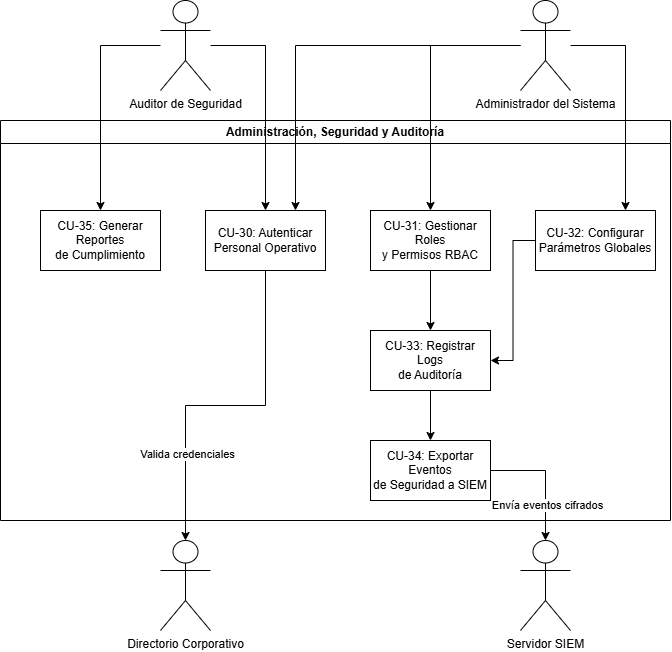 Auditor de Seguridad
Administrador del Sistema
Administración, Seguridad y Auditoría
CU-35: Generar
Reportes
de Cumplimiento
CU-30: Autenticar
Personal Operativo
CU-31: Gestionar
Roles
y Permisos RBAC
CU-32: Configurar
Parámetros Globales
CU-33: Registrar
Logs
de Auditoría
Valida credenciales
CU-34: Exportar
Eventos
de Seguridad a SIEM
Envía eventos cifrados
Directorio Corporativo
Servidor SIEM